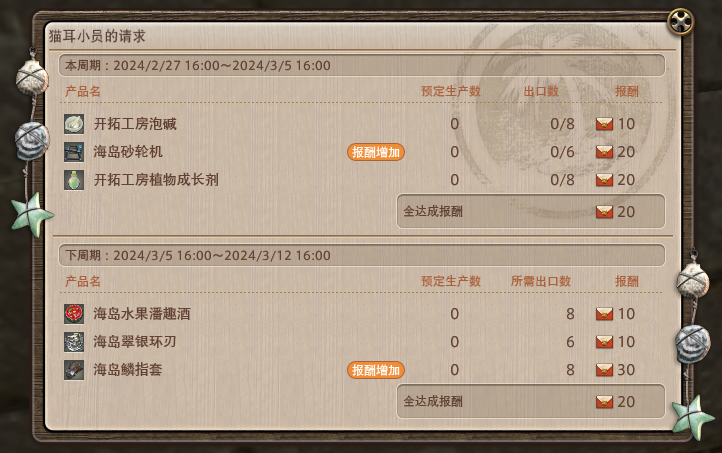 猫耳小员的请求
本周期：2024/2/27 16:00～2024/3/5 16:00
产品名 预定生产数 出口数 报酬
开拓工房泡碱 0 0/8 10
海岛砂轮机 报酬增加 0 0/6 20
开拓工房植物成长剂 0 0/8 20
全达成报酬 20
下周期：2024/3/5 16:00～2024/3/12 16:00
产品名 预定生产数 所需出口数 报酬
海岛水果潘趣酒 0 8 10
海岛翠银环刃 0 6 10
海岛鳞指套 报酬增加 0 8 30
全达成报酬 20